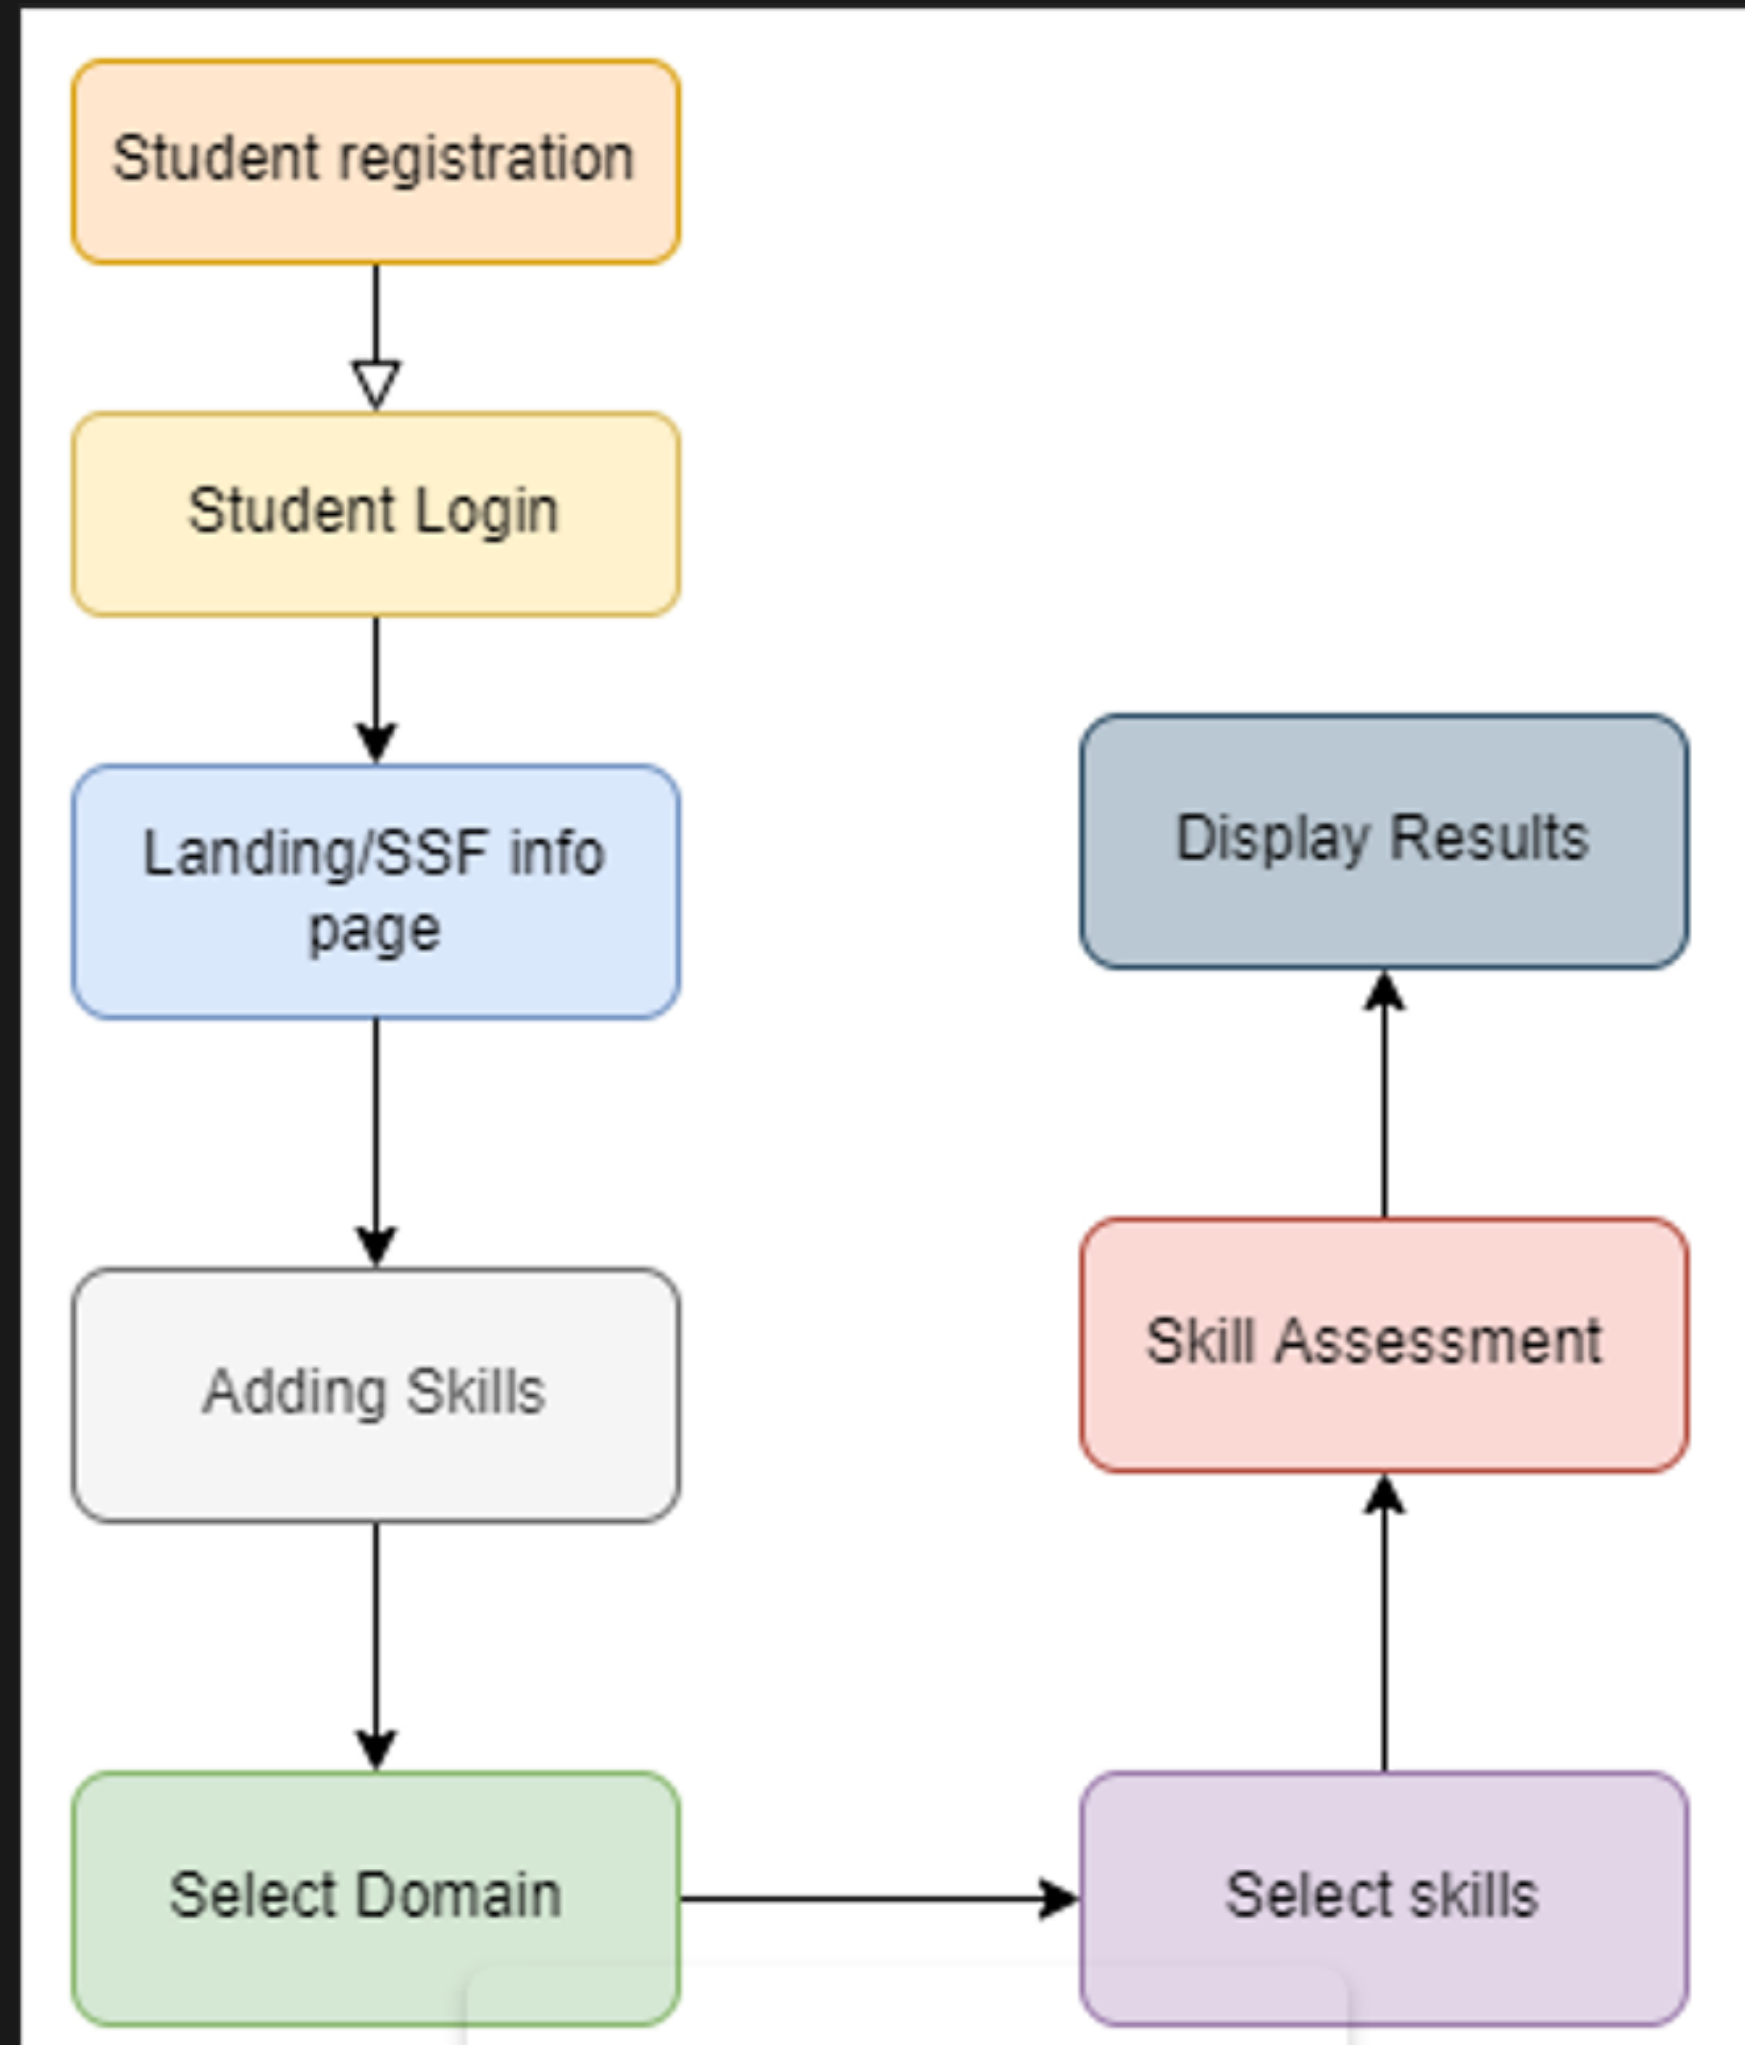 Student registration
Student Login
Landing/SSF info
page
Adding Skills
Select Domain
Select skills
Skill Assessment
Display Results